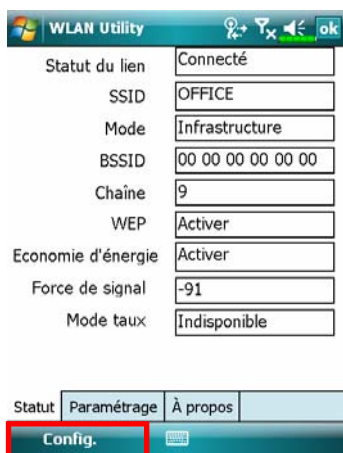 WLAN Utility ok
Statut du lien Connecté
SSID OFFICE
Mode Infrastructure
BSSID 00 00 00 00 00 00
Chaîne 9
WEP Activer
Economie d'énergie Activer
Force de signal -91
Mode taux Indisponible
Statut Paramétrage À propos
Config.